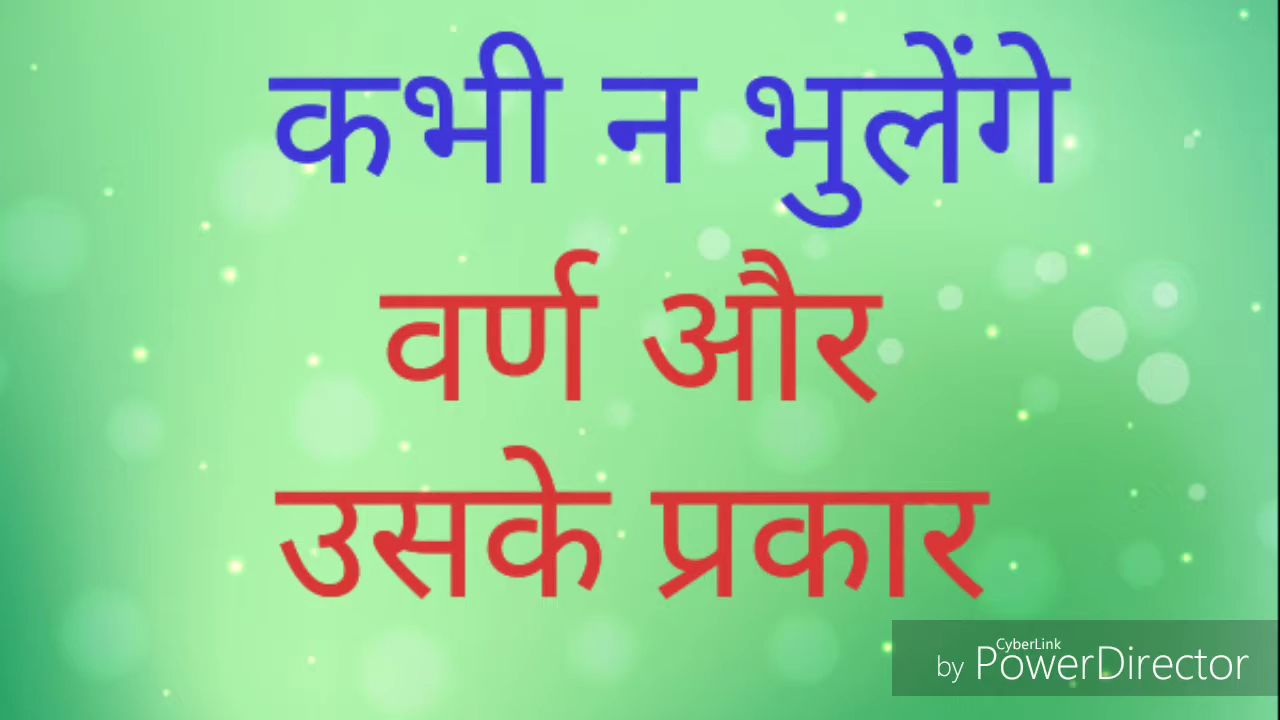 कभी न भुलेंगे
वर्ण और
उसके प्रकार
CyberLink
by PowerDirector